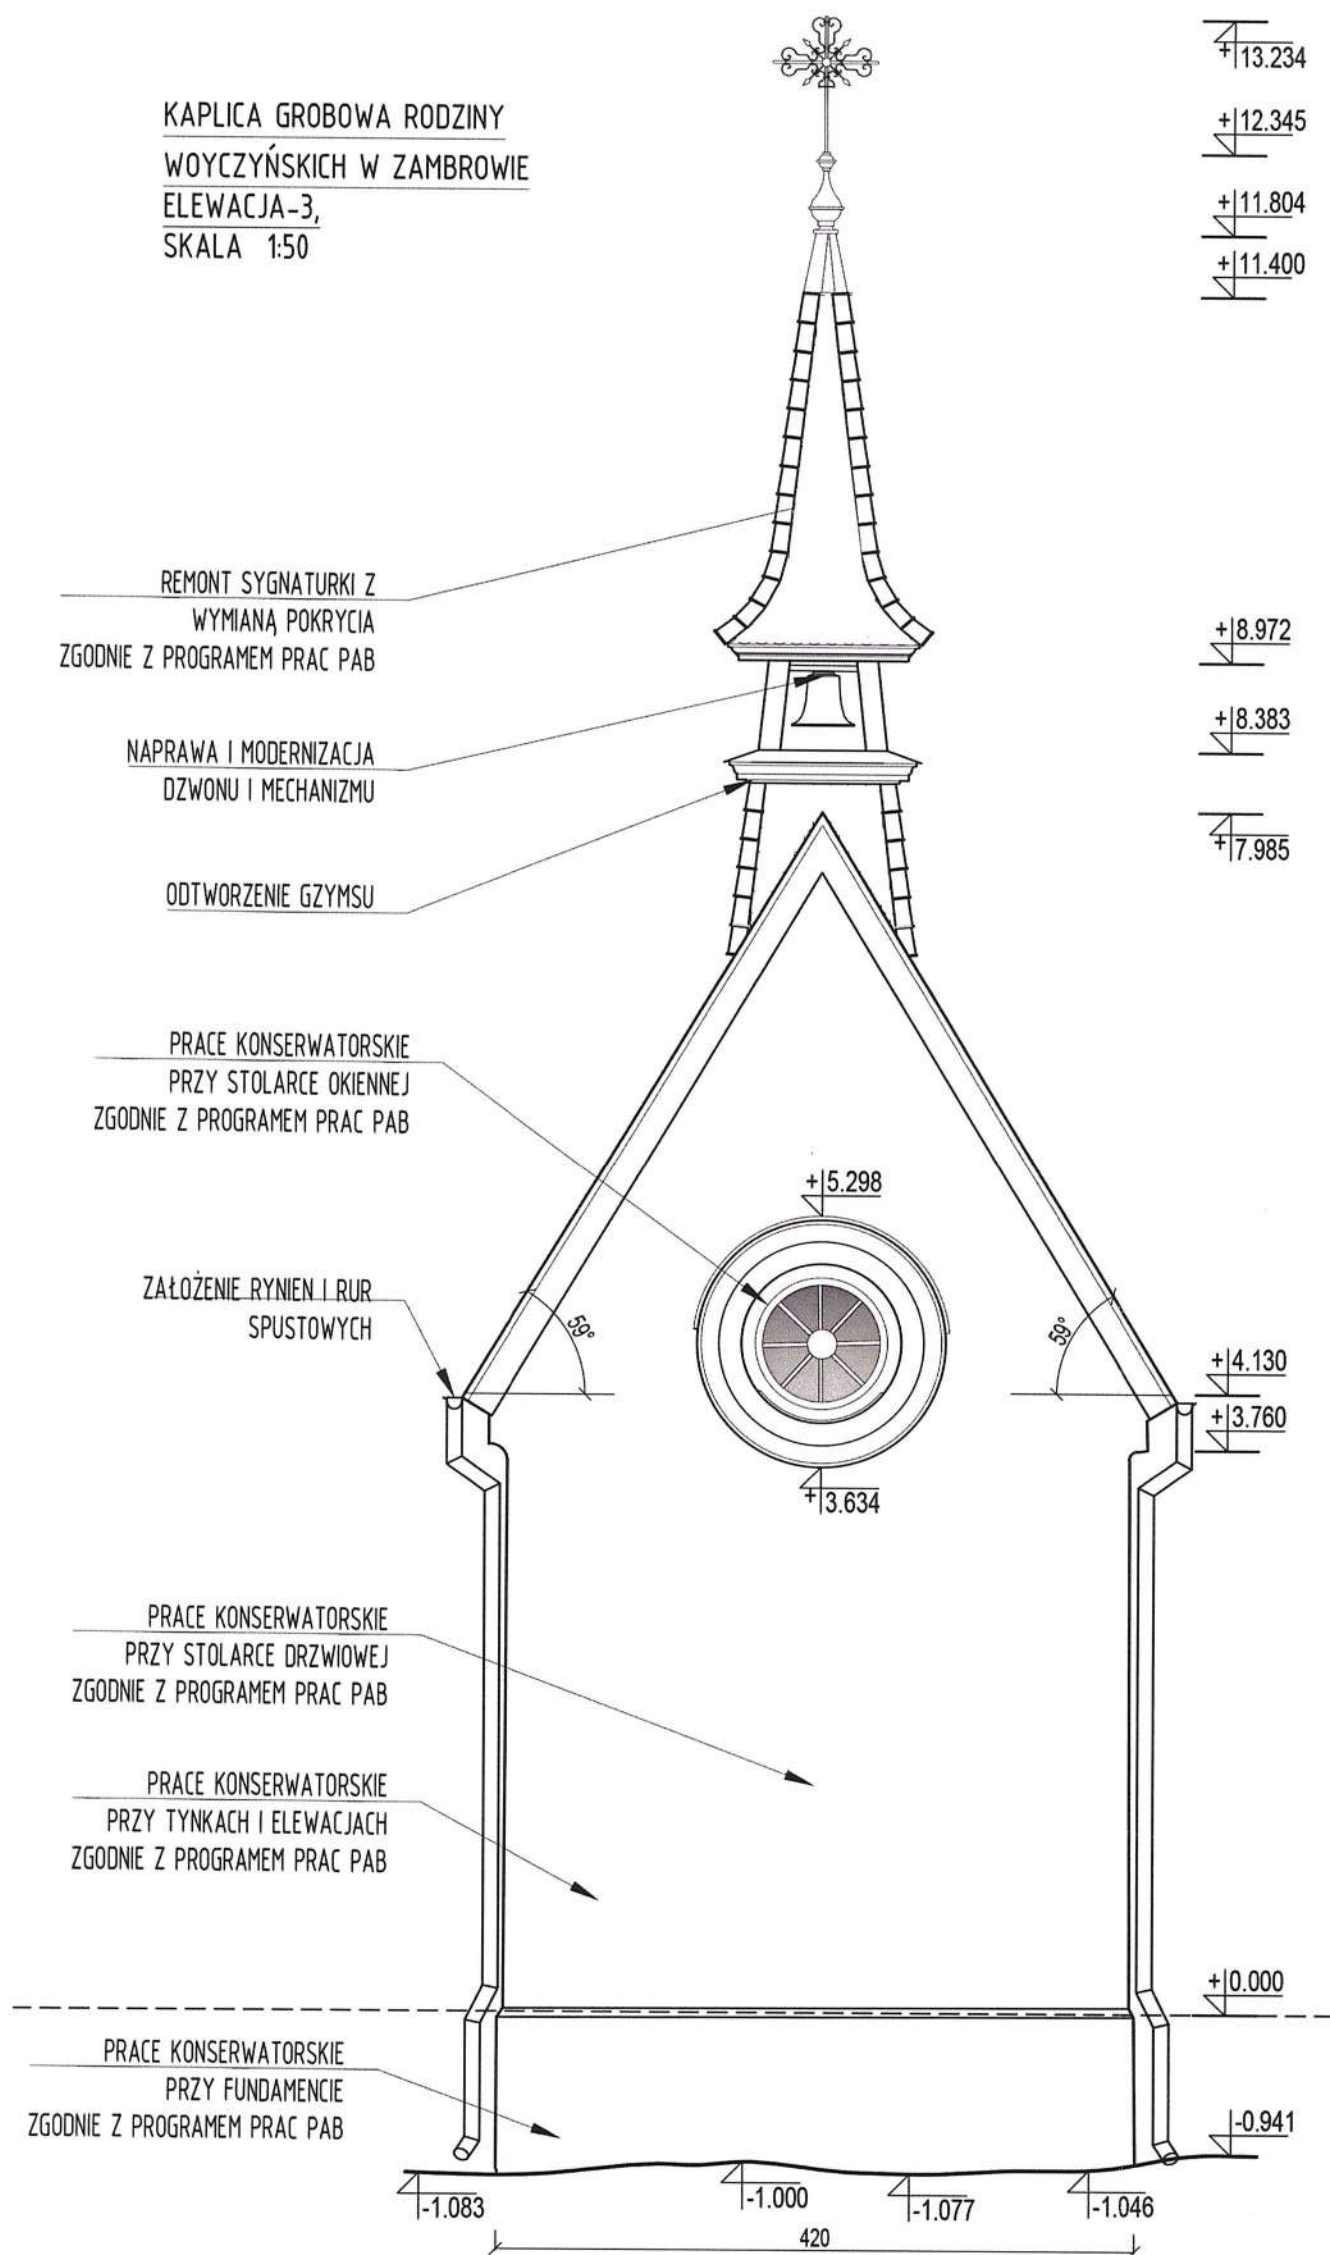 KAPLICA GROBOWA RODZINY
WOYCZYŃSKICH W ZAMBROWIE
ELEWACJA-3,
SKALA 1:50
+13.234
+12.345
+11.804
+11.400
REMONT SYGNATURKI Z
WYMIANĄ POKRYCIA
ZGODNIE Z PROGRAMEM PRAC PAB
+8.972
+8.383
NAPRAWA I MODERNIZACJA
DZWONU I MECHANIZMU
+7.985
ODTWORZENIE GZYMSU
PRACE KONSERWATORSKIE
PRZY STOLARCE OKIENNEJ
ZGODNIE Z PROGRAMEM PRAC PAB
+5.298
ZAŁOŻENIE RYNIEN I RUR
SPUSTOWYCH
59°
59°
+4.130
+3.760
+3.634
PRACE KONSERWATORSKIE
PRZY STOLARCE DRZWIOWEJ
ZGODNIE Z PROGRAMEM PRAC PAB
PRACE KONSERWATORSKIE
PRZY TYNKACH I ELEWACJACH
ZGODNIE Z PROGRAMEM PRAC PAB
+0.000
PRACE KONSERWATORSKIE
PRZY FUNDAMENCIE
ZGODNIE Z PROGRAMEM PRAC PAB
-0.941
-1.083
-1.000
-1.077
-1.046
420